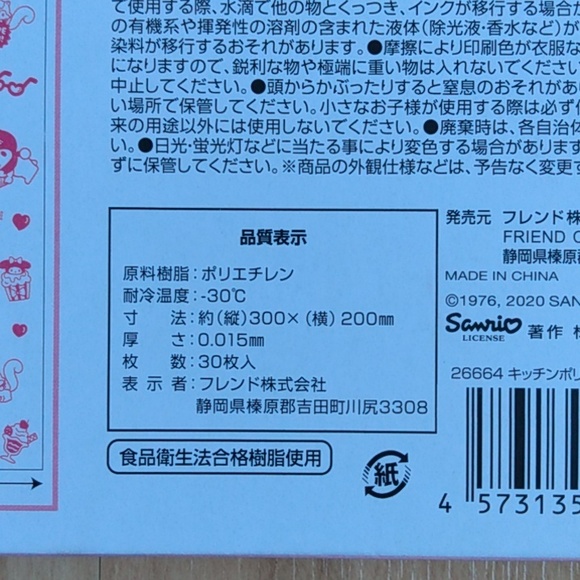 て使用する際、水滴で他の物とくっつき、インクが移行する場合が
の有機系や揮発性の溶剤の含まれた液体(除光液・香水など)が
染料が移行するおそれがあります。●摩擦により印刷色が衣服な
になりますので、鋭利な物や極端に重い物は入れないでください
中止してください。●頭からかぶったりすると窒息のおそれがあ
い場所で保管してください。小さなお子様が使用する際は必ず
来の用途以外には使用しないでください。●廃棄時は、各自治
い。●日光・蛍光灯などに当たる事により変色する場合があります
ずに保管してください。※商品の外観仕様などは、予告なく変更す
品質表示
原料樹脂:ポリエチレン
耐冷温度:-30℃
寸法:約(縦)300×(横)200㎜
厚さ:0.015㎜
枚数:30枚入
表示者:フレンド株式会社
静岡県榛原郡吉田町川尻3308
食品衛生法合格樹脂使用
紙
発売元 フレンド株
FRIEND C
静岡県榛原
MADE IN CHINA
©1976, 2020 SAN
Sanrio
LICENSE
著作
26664 キッチンポリ
4 573135